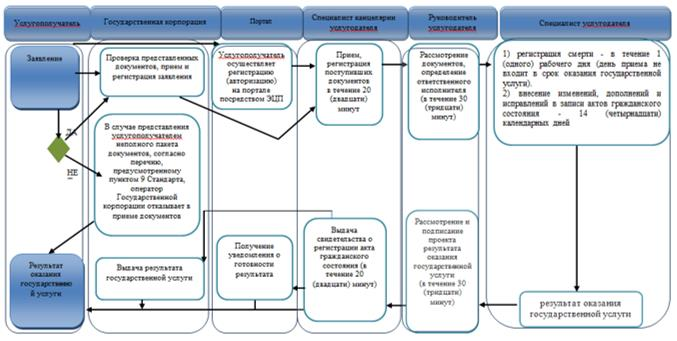 Услугополучатель
Государственная корпорация
Портал
Специалист канцелярии
услугодателя
Руководитель
услугодателя
Специалист услугодателя
Заявление
ДА
НЕ
Проверка представленных
документов, прием и
регистрация заявления
В случае представления
услугополучателем
неполного пакета
документов, согласно
перечню,
предусмотренному
пунктом 9 Стандарта,
оператор
Государственной
корпорации отказывает в
приеме документов
Услугополучатель
осуществляет
регистрацию
(авторизацию)
на портале
посредством ЭЦП
Прием,
регистрация
поступивших
документов
в течение 20
(двадцати)
минут
Рассмотрение
документов,
определение
ответственного
исполнителя
(в течение 30
(тридцати)
минут)
1) регистрация смерти - в течение 1
(одного) рабочего дня (день приема не
входит в срок оказания государственной
услуги).
2) внесение изменений, дополнений и
исправлений в записи актов гражданского
состояния - 14 (четырнадцати)
календарных дней
Результат
оказания
государственно
й услуги
Выдача результата
государственной услуги
Получение
уведомления о
готовности
результата
Выдача
свидетельства о
регистрации акта
гражданского
состояния (в
течение 20
(двадцати) минут)
Рассмотрение и
подписание
проекта
результата
оказания
государственной
услуги
(в течение 30
(тридцати)
минут)
результат оказания
государственной услуги